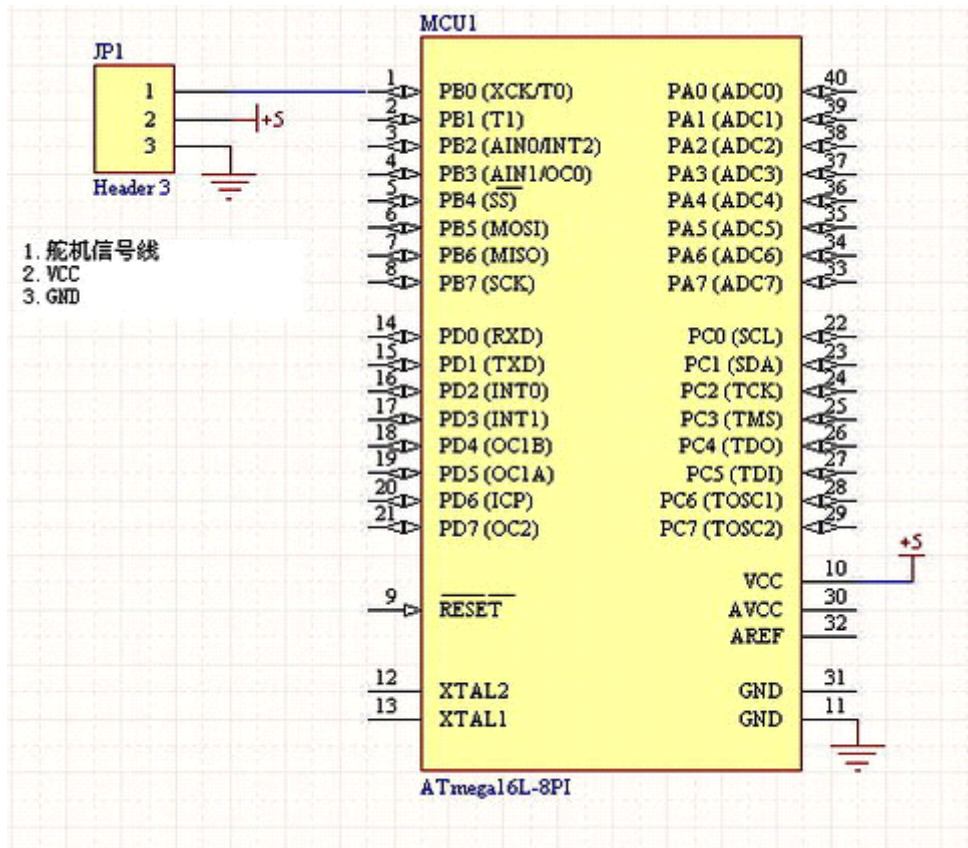 MCU1
JP1
1
2
3
+5
Header 3
1. 舵机信号线
2. VCC
3. GND
1 PB0 (XCK/T0) PA0 (ADC0) 40
2 PB1 (T1) PA1 (ADC1) 39
3 PB2 (AIN0/INT2) PA2 (ADC2) 38
4 PB3 (AIN1/OC0) PA3 (ADC3) 37
5 PB4 (SS) PA4 (ADC4) 36
6 PB5 (MOSI) PA5 (ADC5) 35
7 PB6 (MISO) PA6 (ADC6) 34
8 PB7 (SCK) PA7 (ADC7) 33
14 PD0 (RXD) PC0 (SCL) 22
15 PD1 (TXD) PC1 (SDA) 23
16 PD2 (INT0) PC2 (TCK) 24
17 PD3 (INT1) PC3 (TMS) 25
18 PD4 (OC1B) PC4 (TDO) 26
19 PD5 (OC1A) PC5 (TDI) 27
20 PD6 (ICP) PC6 (TOSC1) 28
21 PD7 (OC2) PC7 (TOSC2) 29
+5
VCC 10
9 RESET AVCC 30
AREF 32
12 XTAL2 GND 31
13 XTAL1 GND 11
ATmega16L-8PI